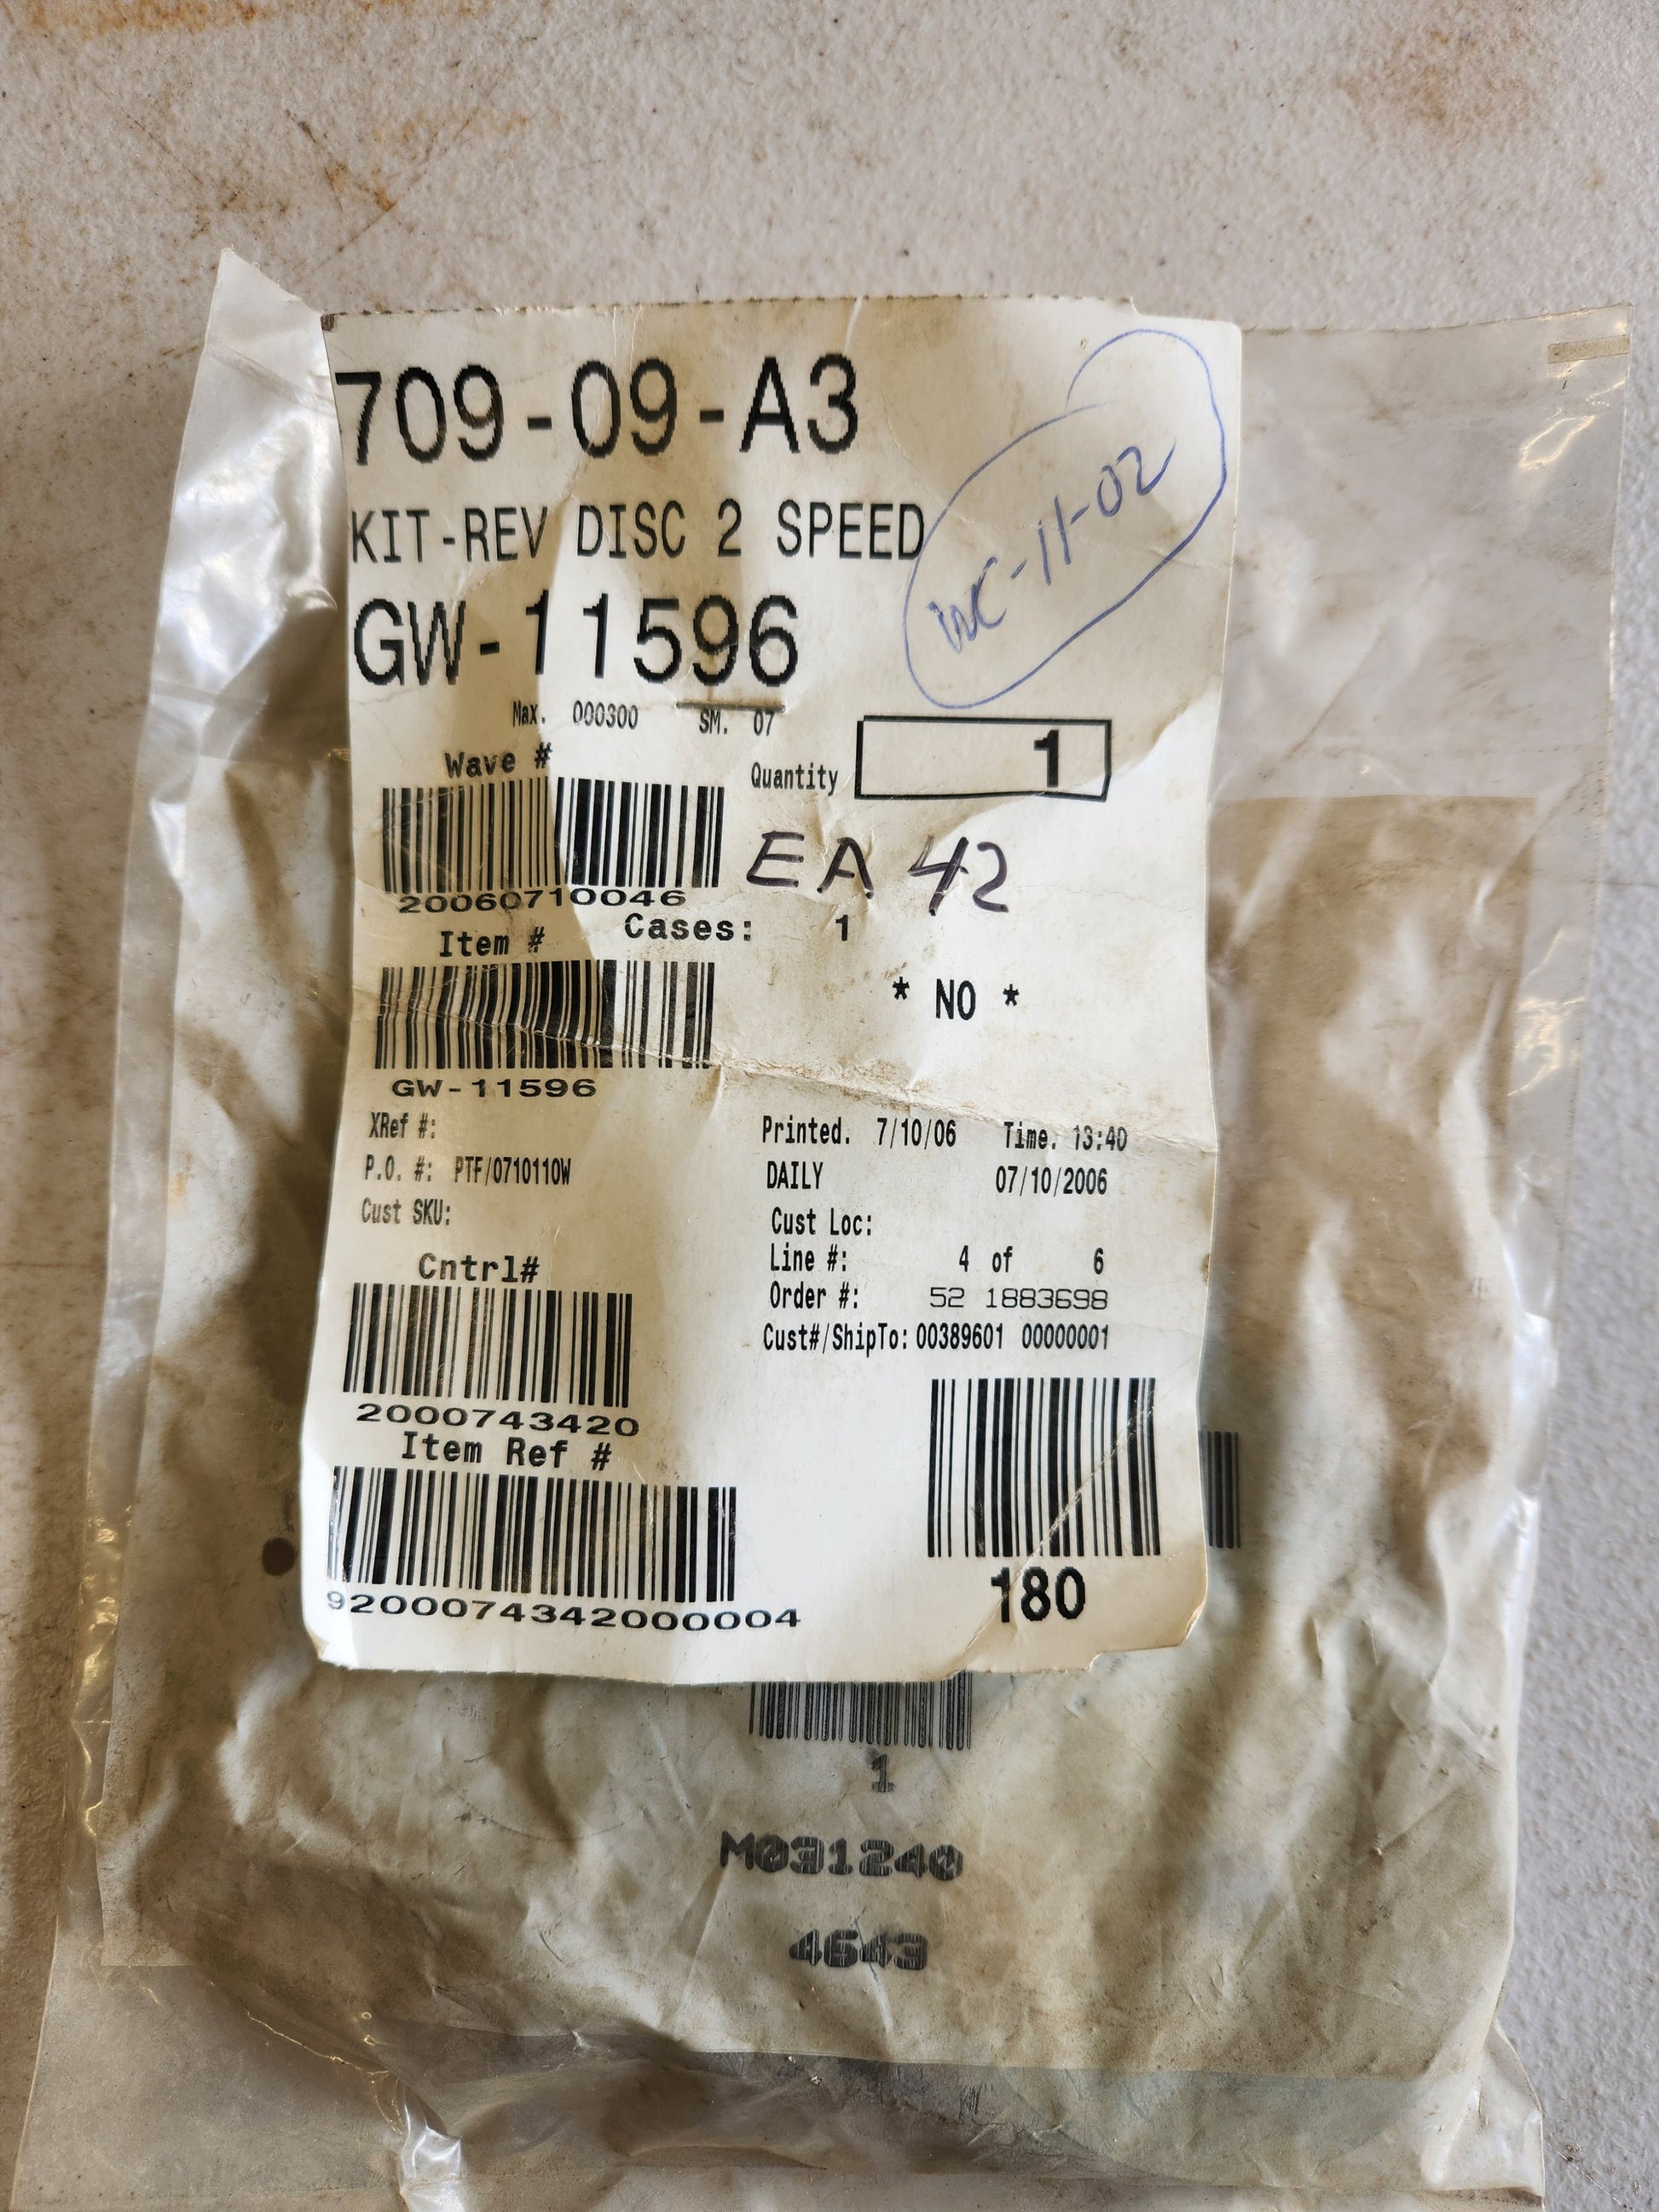 709-09-A3
KIT-REV DISC 2 SPEED
WC-11-02
GW-11596
Max. 000300 SM. 07
Wave #
Quantity 1
20060710046
EA 42
Item # Cases: 1
* NO *
GW-11596
XRef #:
Printed. 7/10/06 Time. 13:40
P.O. #: PTF/0710110W
DAILY 07/10/2006
Cust SKU:
Cust Loc:
Cntrl#
Line #: 4 of 6
Order #: 52 1883698
Cust#/ShipTo: 00389601 00000001
2000743420
Item Ref #
9200074342000004
180
1
M031240
4643